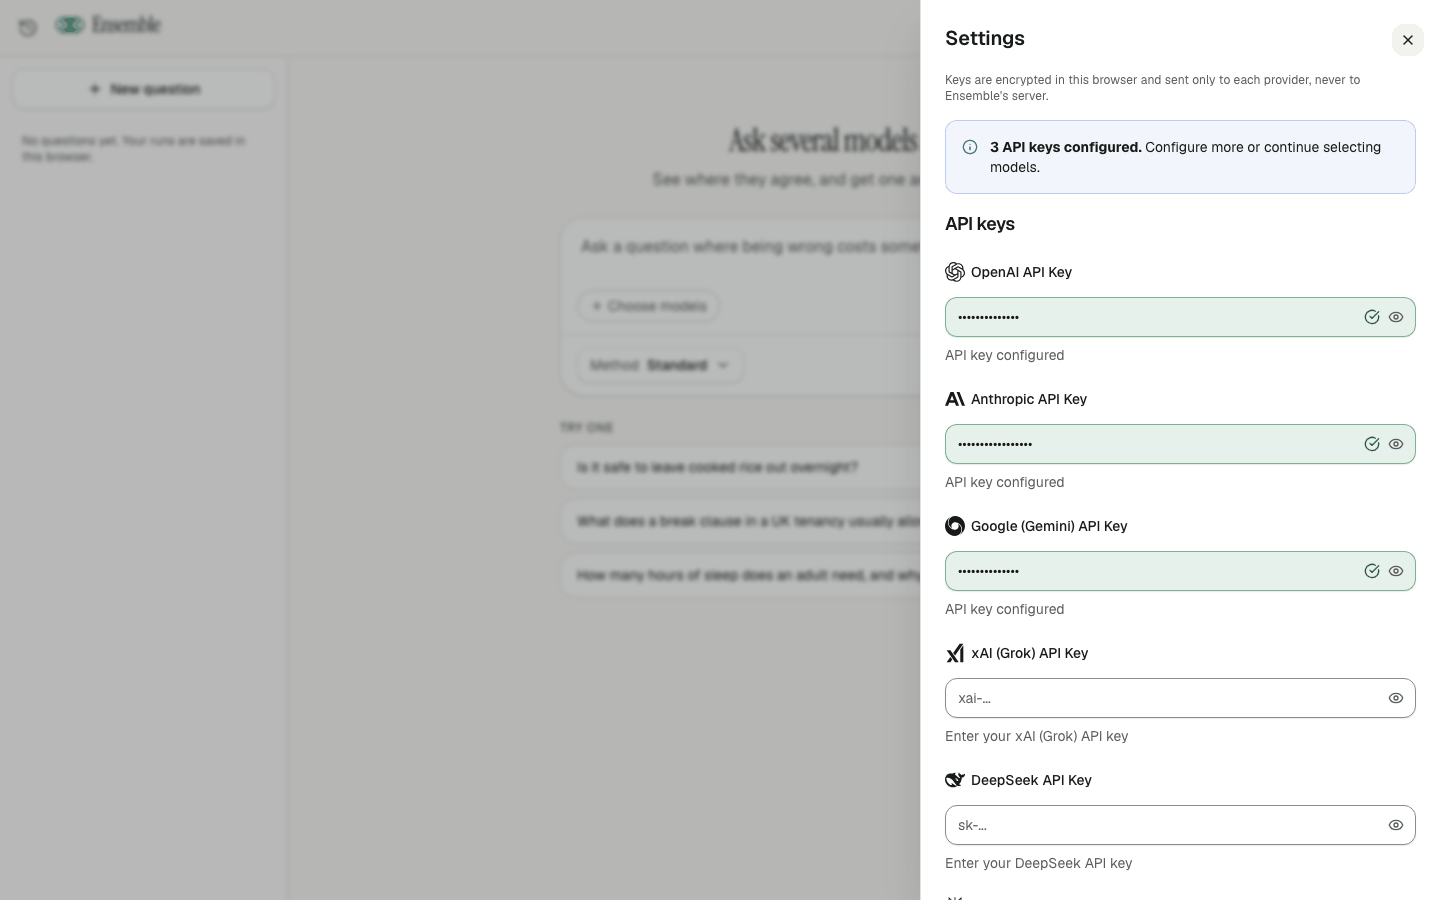 Ensemble
New question
No questions yet. Your runs are saved in
this browser.
Ask several models
See where they agree, and get one
Ask a question where being wrong costs
+ Choose models
Method Standard
TRY ONE
Is it safe to leave cooked rice out overnight?
What does a break clause in a UK tenancy usually
How many hours of sleep does an adult need, and
Settings
Keys are encrypted in this browser and sent only to each provider, never to
Ensemble's server.
3 API keys configured. Configure more or continue selecting
models.
API keys
OpenAI API Key
••••••••••••••
API key configured
Anthropic API Key
•••••••••••••••••
API key configured
Google (Gemini) API Key
••••••••••••••
API key configured
xAI (Grok) API Key
xai-...
Enter your xAI (Grok) API key
DeepSeek API Key
sk-...
Enter your DeepSeek API key